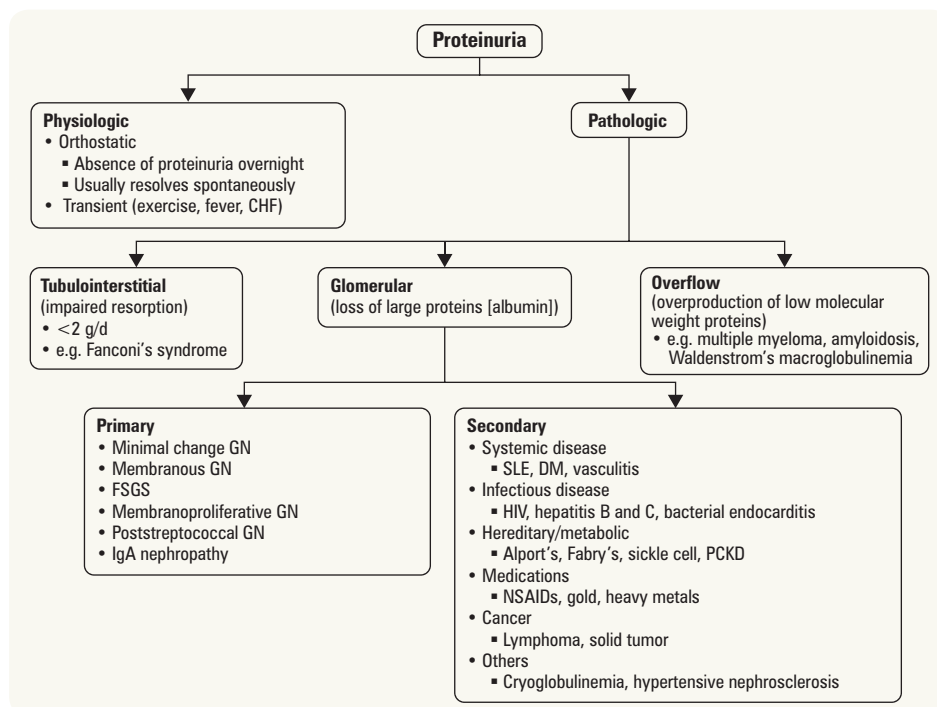 Proteinuria
Physiologic
• Orthostatic
▪ Absence of proteinuria overnight
▪ Usually resolves spontaneously
• Transient (exercise, fever, CHF)
Pathologic
Tubulointerstitial
(impaired resorption)
• <2 g/d
• e.g. Fanconi's syndrome
Glomerular
(loss of large proteins [albumin])
Overflow
(overproduction of low molecular
weight proteins)
• e.g. multiple myeloma, amyloidosis,
Waldenstrom's macroglobulinemia
Primary
• Minimal change GN
• Membranous GN
• FSGS
• Membranoproliferative GN
• Poststreptococcal GN
• IgA nephropathy
Secondary
• Systemic disease
▪ SLE, DM, vasculitis
• Infectious disease
▪ HIV, hepatitis B and C, bacterial endocarditis
• Hereditary/metabolic
▪ Alport's, Fabry's, sickle cell, PCKD
• Medications
▪ NSAIDs, gold, heavy metals
• Cancer
▪ Lymphoma, solid tumor
• Others
▪ Cryoglobulinemia, hypertensive nephrosclerosis